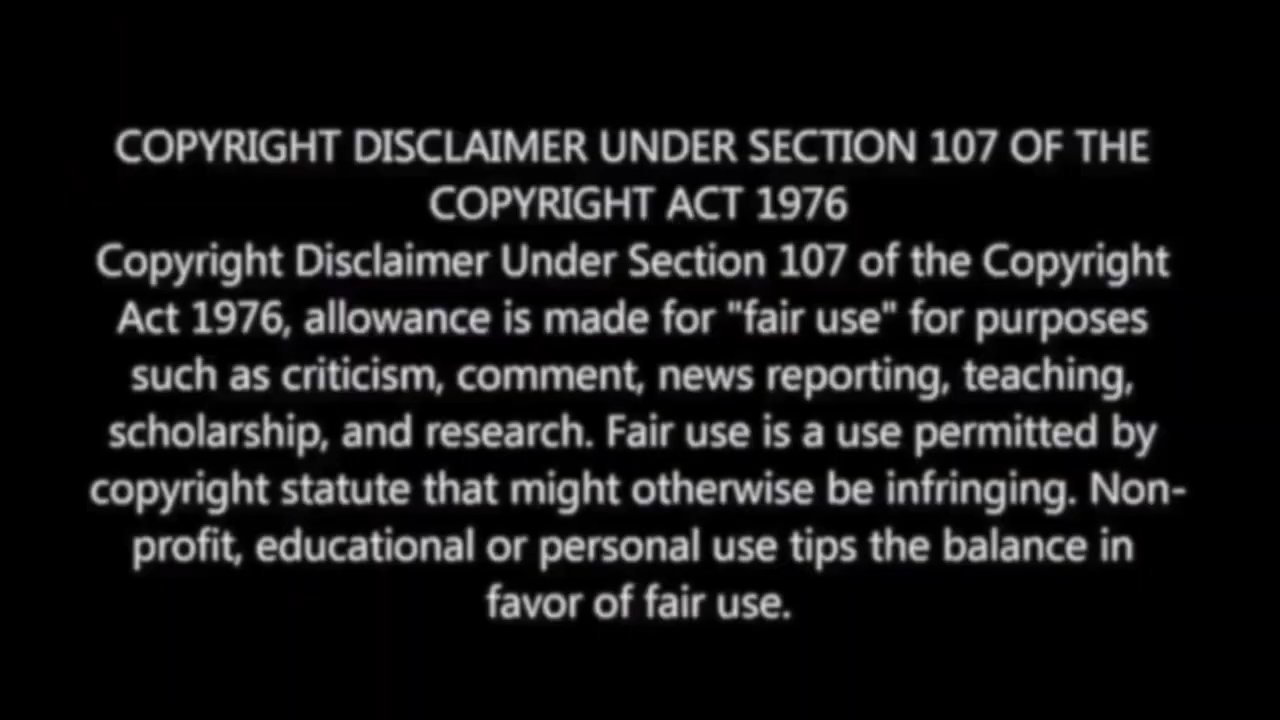 COPYRIGHT DISCLAIMER UNDER SECTION 107 OF THE
COPYRIGHT ACT 1976
Copyright Disclaimer Under Section 107 of the Copyright
Act 1976, allowance is made for "fair use" for purposes
such as criticism, comment, news reporting, teaching,
scholarship, and research. Fair use is a use permitted by
copyright statute that might otherwise be infringing. Non-
profit, educational or personal use tips the balance in
favor of fair use.